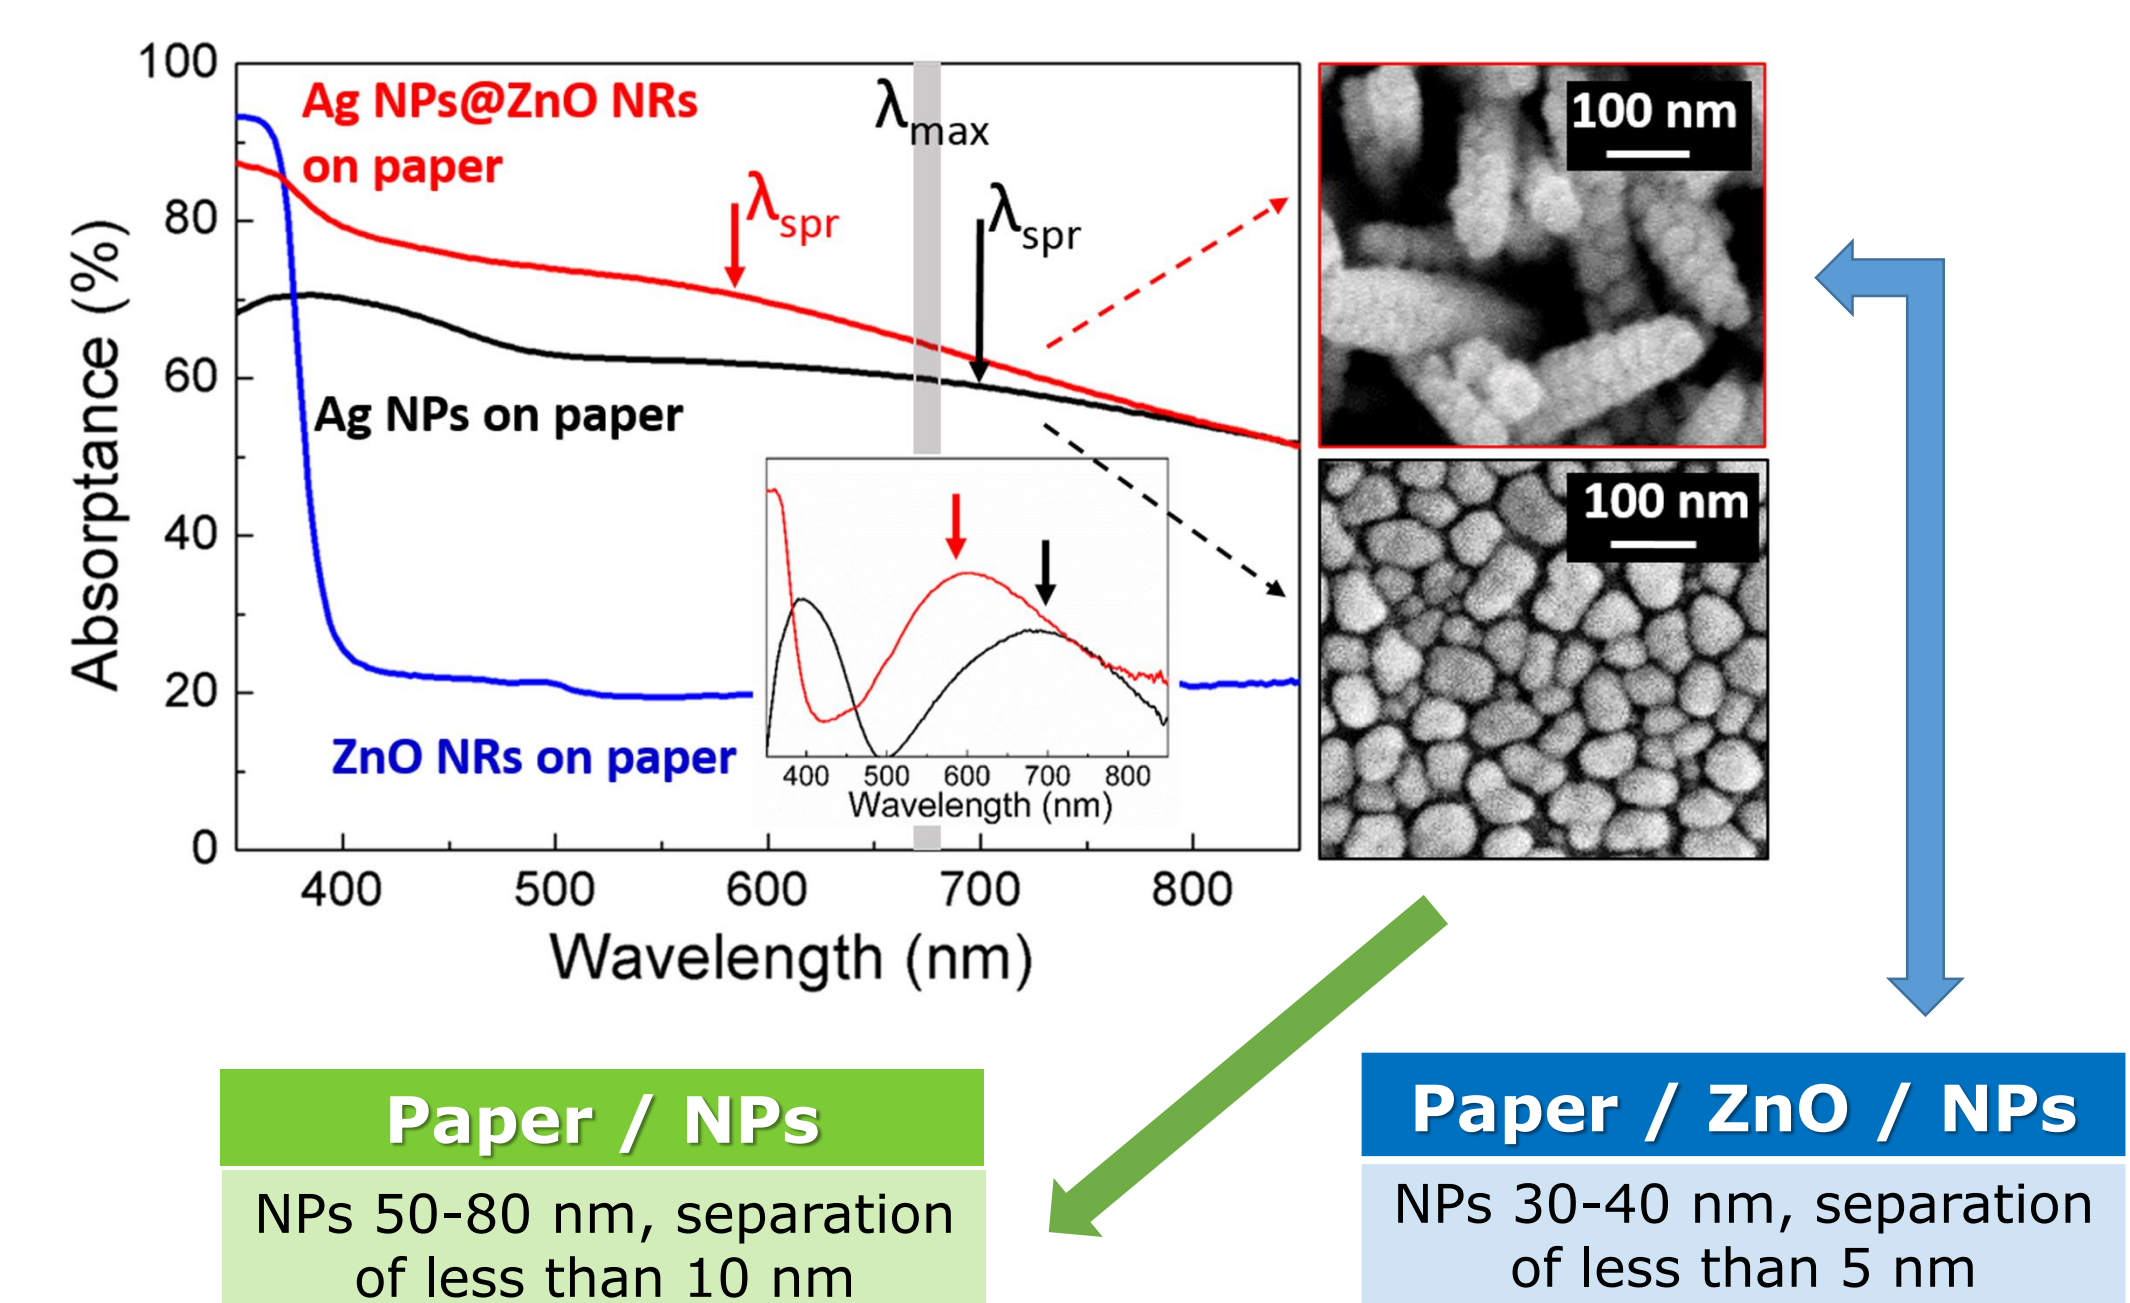 100
80
60
40
20
0
Absorptance (%)
400
500
600
700
800
Wavelength (nm)
Ag NPs@ZnO NRs
on paper
λmax
λspr
λspr
Ag NPs on paper
ZnO NRs on paper
400
500
600
700
800
Wavelength (nm)
100 nm
100 nm
Paper / NPs
NPs 50-80 nm, separation
of less than 10 nm
Paper / ZnO / NPs
NPs 30-40 nm, separation
of less than 5 nm